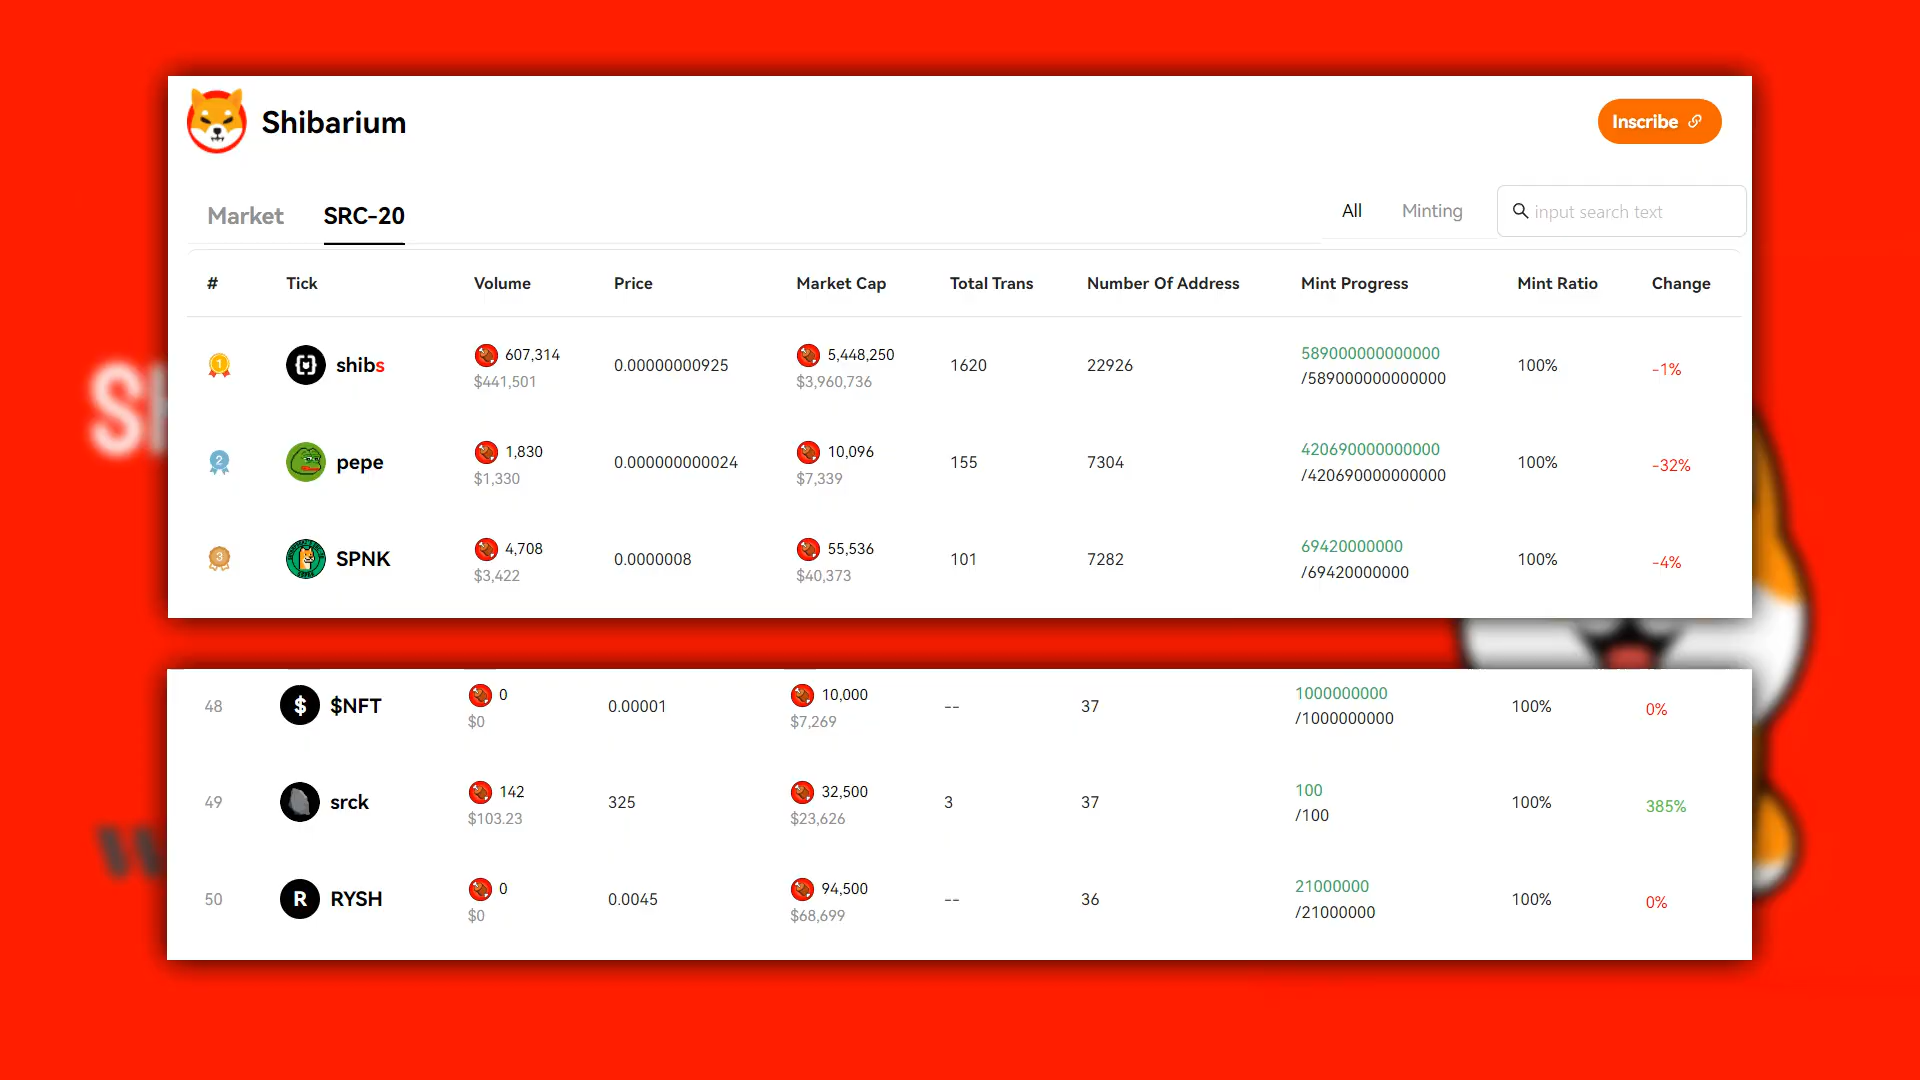 Shibarium
Inscribe
Market SRC-20 All Minting input search text
# Tick Volume Price Market Cap Total Trans Number Of Address Mint Progress Mint Ratio Change
1 shibs 607,314 $441,501 0.00000000925 5,448,250 $3,960,736 1620 22926 589000000000000 /589000000000000 100% -1%
2 pepe 1,830 $1,330 0.000000000024 10,096 $7,339 155 7304 420690000000000 /420690000000000 100% -32%
3 SPNK 4,708 $3,422 0.0000008 55,536 $40,373 101 7282 69420000000 /69420000000 100% -4%
48 $ $NFT 0 $0 0.00001 10,000 $7,269 -- 37 1000000000 /1000000000 100% 0%
49 srck 142 $103.23 325 32,500 $23,626 3 37 100 /100 100% 385%
50 R RYSH 0 $0 0.0045 94,500 $68,699 -- 36 21000000 /21000000 100% 0%